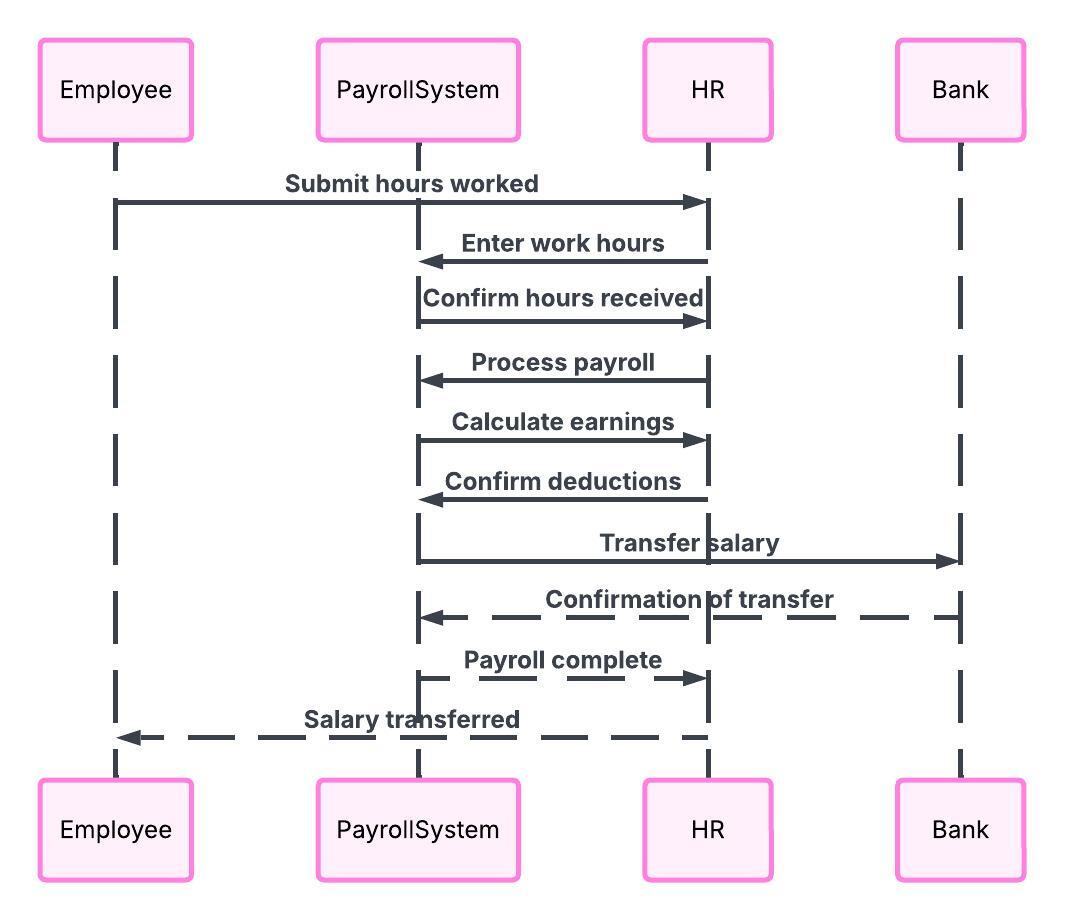 Employee
PayrollSystem
HR
Bank
Submit hours worked
Enter work hours
Confirm hours received
Process payroll
Calculate earnings
Confirm deductions
Transfer salary
Confirmation of transfer
Payroll complete
Salary transferred
Employee
PayrollSystem
HR
Bank